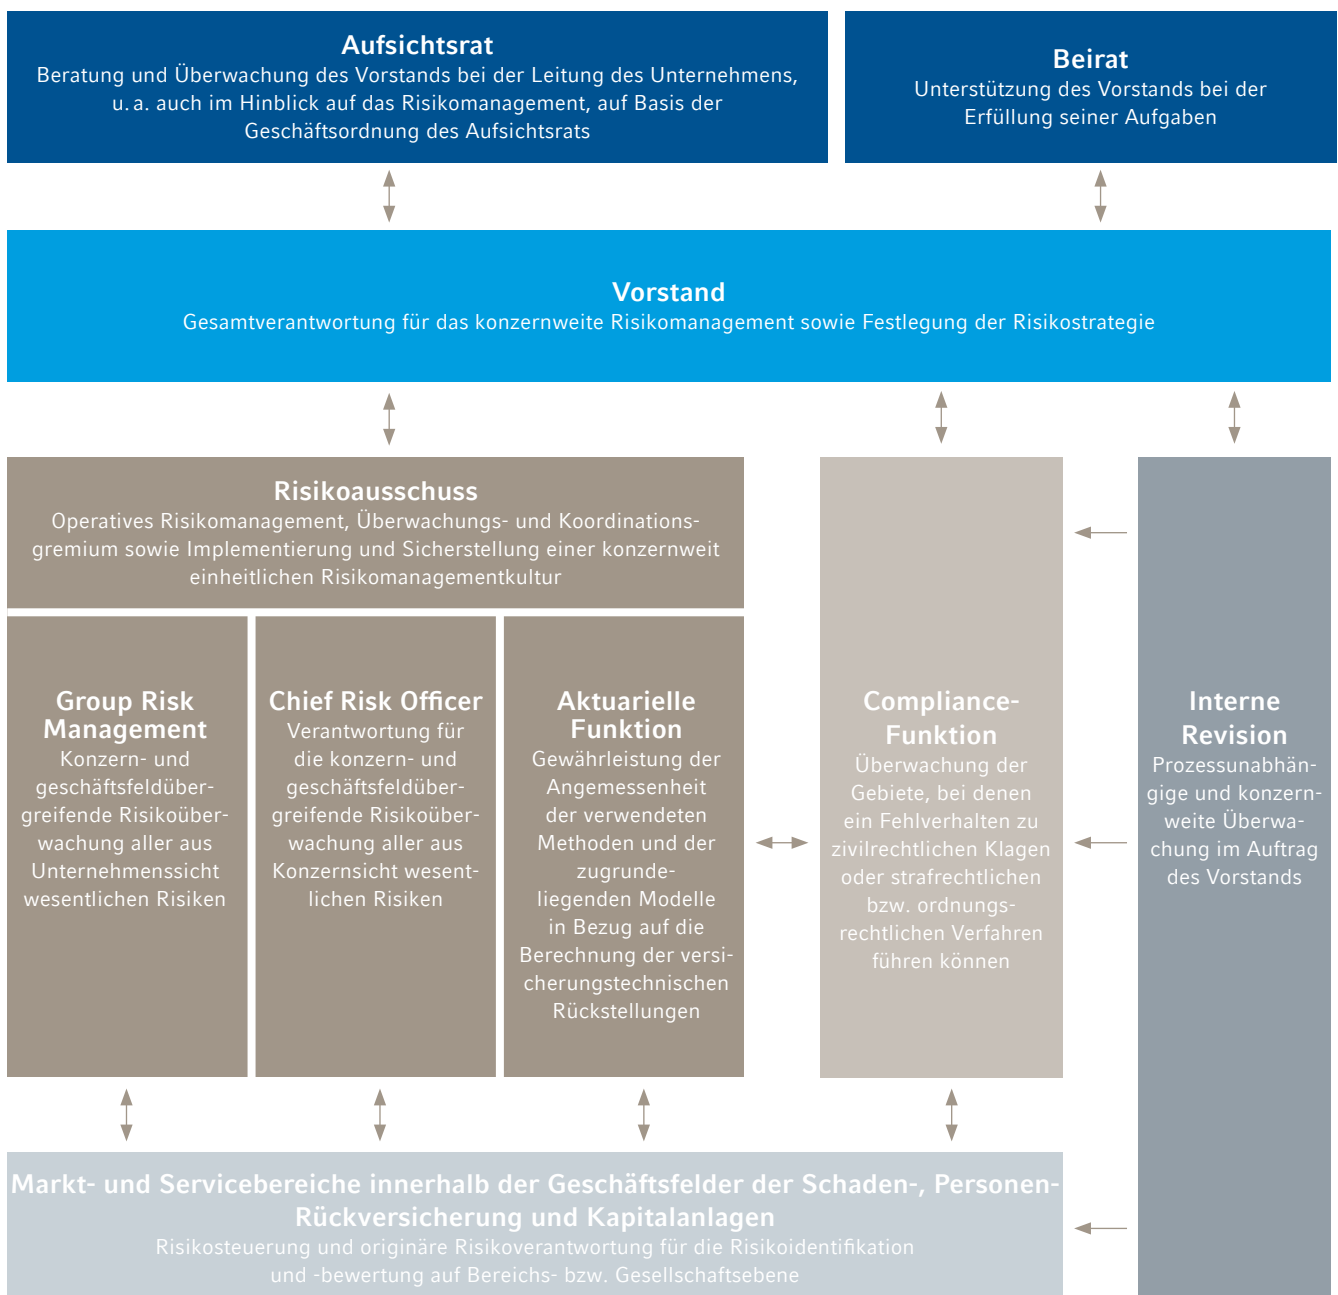 Aufsichtsrat
Beratung und Überwachung des Vorstands bei der Leitung des Unternehmens,
u. a. auch im Hinblick auf das Risikomanagement, auf Basis der
Geschäftsordnung des Aufsichtsrats
Beirat
Unterstützung des Vorstands bei der
Erfüllung seiner Aufgaben
Vorstand
Gesamtverantwortung für das konzernweite Risikomanagement sowie Festlegung der Risikostrategie
Risikoausschuss
Operatives Risikomanagement, Überwachungs- und Koordinations-
gremium sowie Implementierung und Sicherstellung einer konzernweit
einheitlichen Risikomanagementkultur
Group Risk
Management
Konzern- und
geschäftsfeldüber-
greifende Risikoüber-
wachung aller aus
Unternehmenssicht
wesentlichen Risiken
Chief Risk Officer
Verantwortung für
die konzern- und
geschäftsfeldüber-
greifende Risikoüber-
wachung aller aus
Konzernsicht wesent-
lichen Risiken
Aktuarielle
Funktion
Gewährleistung der
Angemessenheit
der verwendeten
Methoden und der
zugrunde-
liegenden Modelle
in Bezug auf die
Berechnung der versi-
cherungstechnischen
Rückstellungen
Compliance-
Funktion
Überwachung der
Gebiete, bei denen
ein Fehlverhalten zu
zivilrechtlichen Klagen
oder strafrechtlichen
bzw. ordnungs-
rechtlichen Verfahren
führen können
Interne
Revision
Prozessunabhän-
gige und konzern-
weite Überwa-
chung im Auftrag
des Vorstands
Markt- und Servicebereiche innerhalb der Geschäftsfelder der Schaden-, Personen-
Rückversicherung und Kapitalanlagen
Risikosteuerung und originäre Risikoverantwortung für die Risikoidentifikation
und -bewertung auf Bereichs- bzw. Gesellschaftsebene